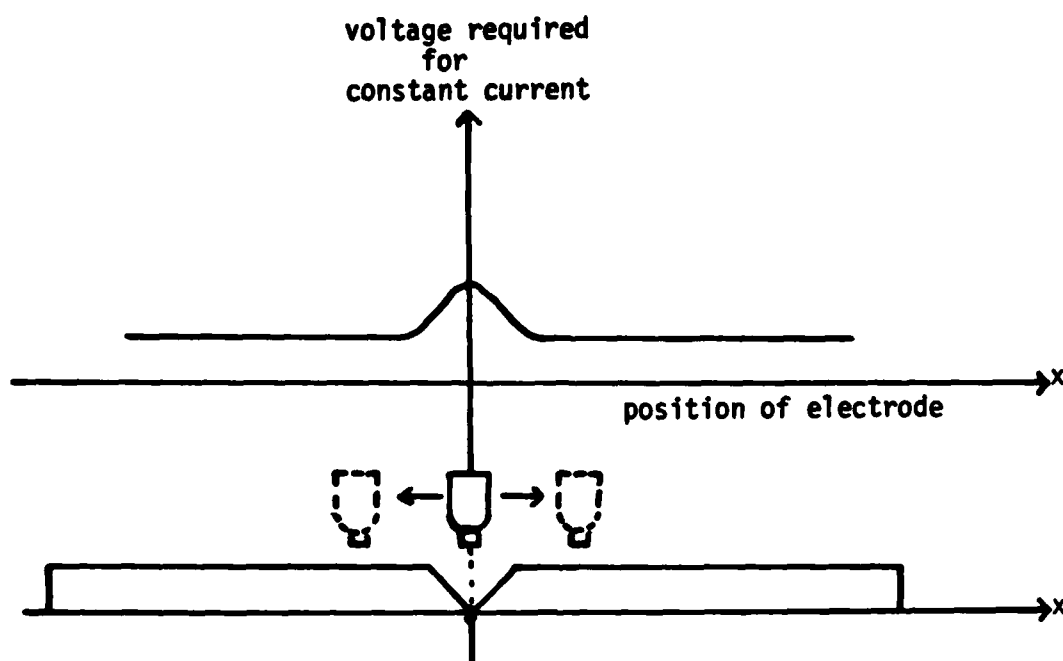 voltage required
for
constant current
x
position of electrode
x